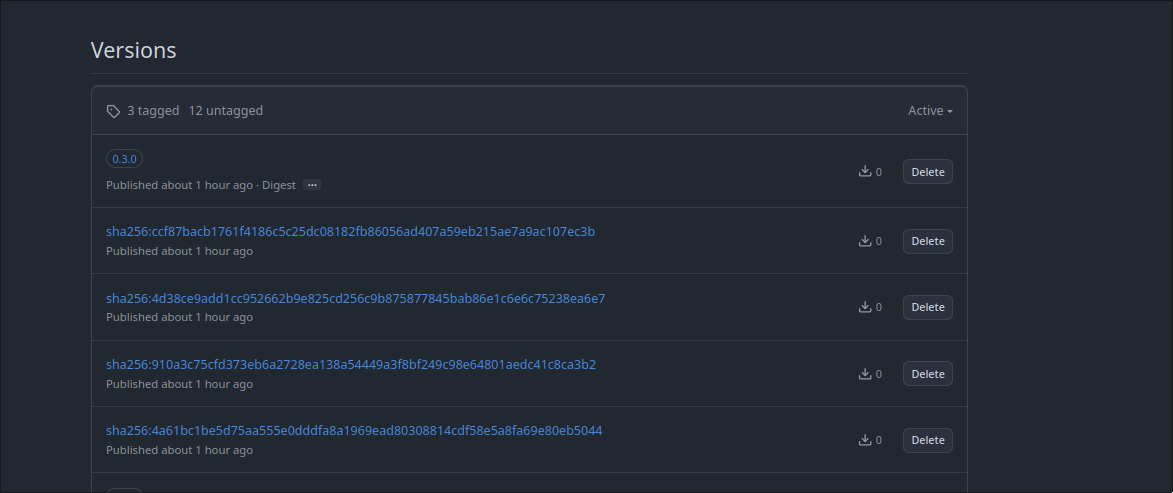 Versions
3 tagged 12 untagged Active
0.3.0
Published about 1 hour ago · Digest ··· 0 Delete
sha256:ccf87bacb1761f4186c5c25dc08182fb86056ad407a59eb215ae7a9ac107ec3b
Published about 1 hour ago 0 Delete
sha256:4d38ce9add1cc952662b9e825cd256c9b875877845bab86e1c6e6c75238ea6e7
Published about 1 hour ago 0 Delete
sha256:910a3c75cfd373eb6a2728ea138a54449a3f8bf249c98e64801aedc41c8ca3b2
Published about 1 hour ago 0 Delete
sha256:4a61bc1be5d75aa555e0dddfa8a1969ead80308814cdf58e5a8fa69e80eb5044
Published about 1 hour ago 0 Delete